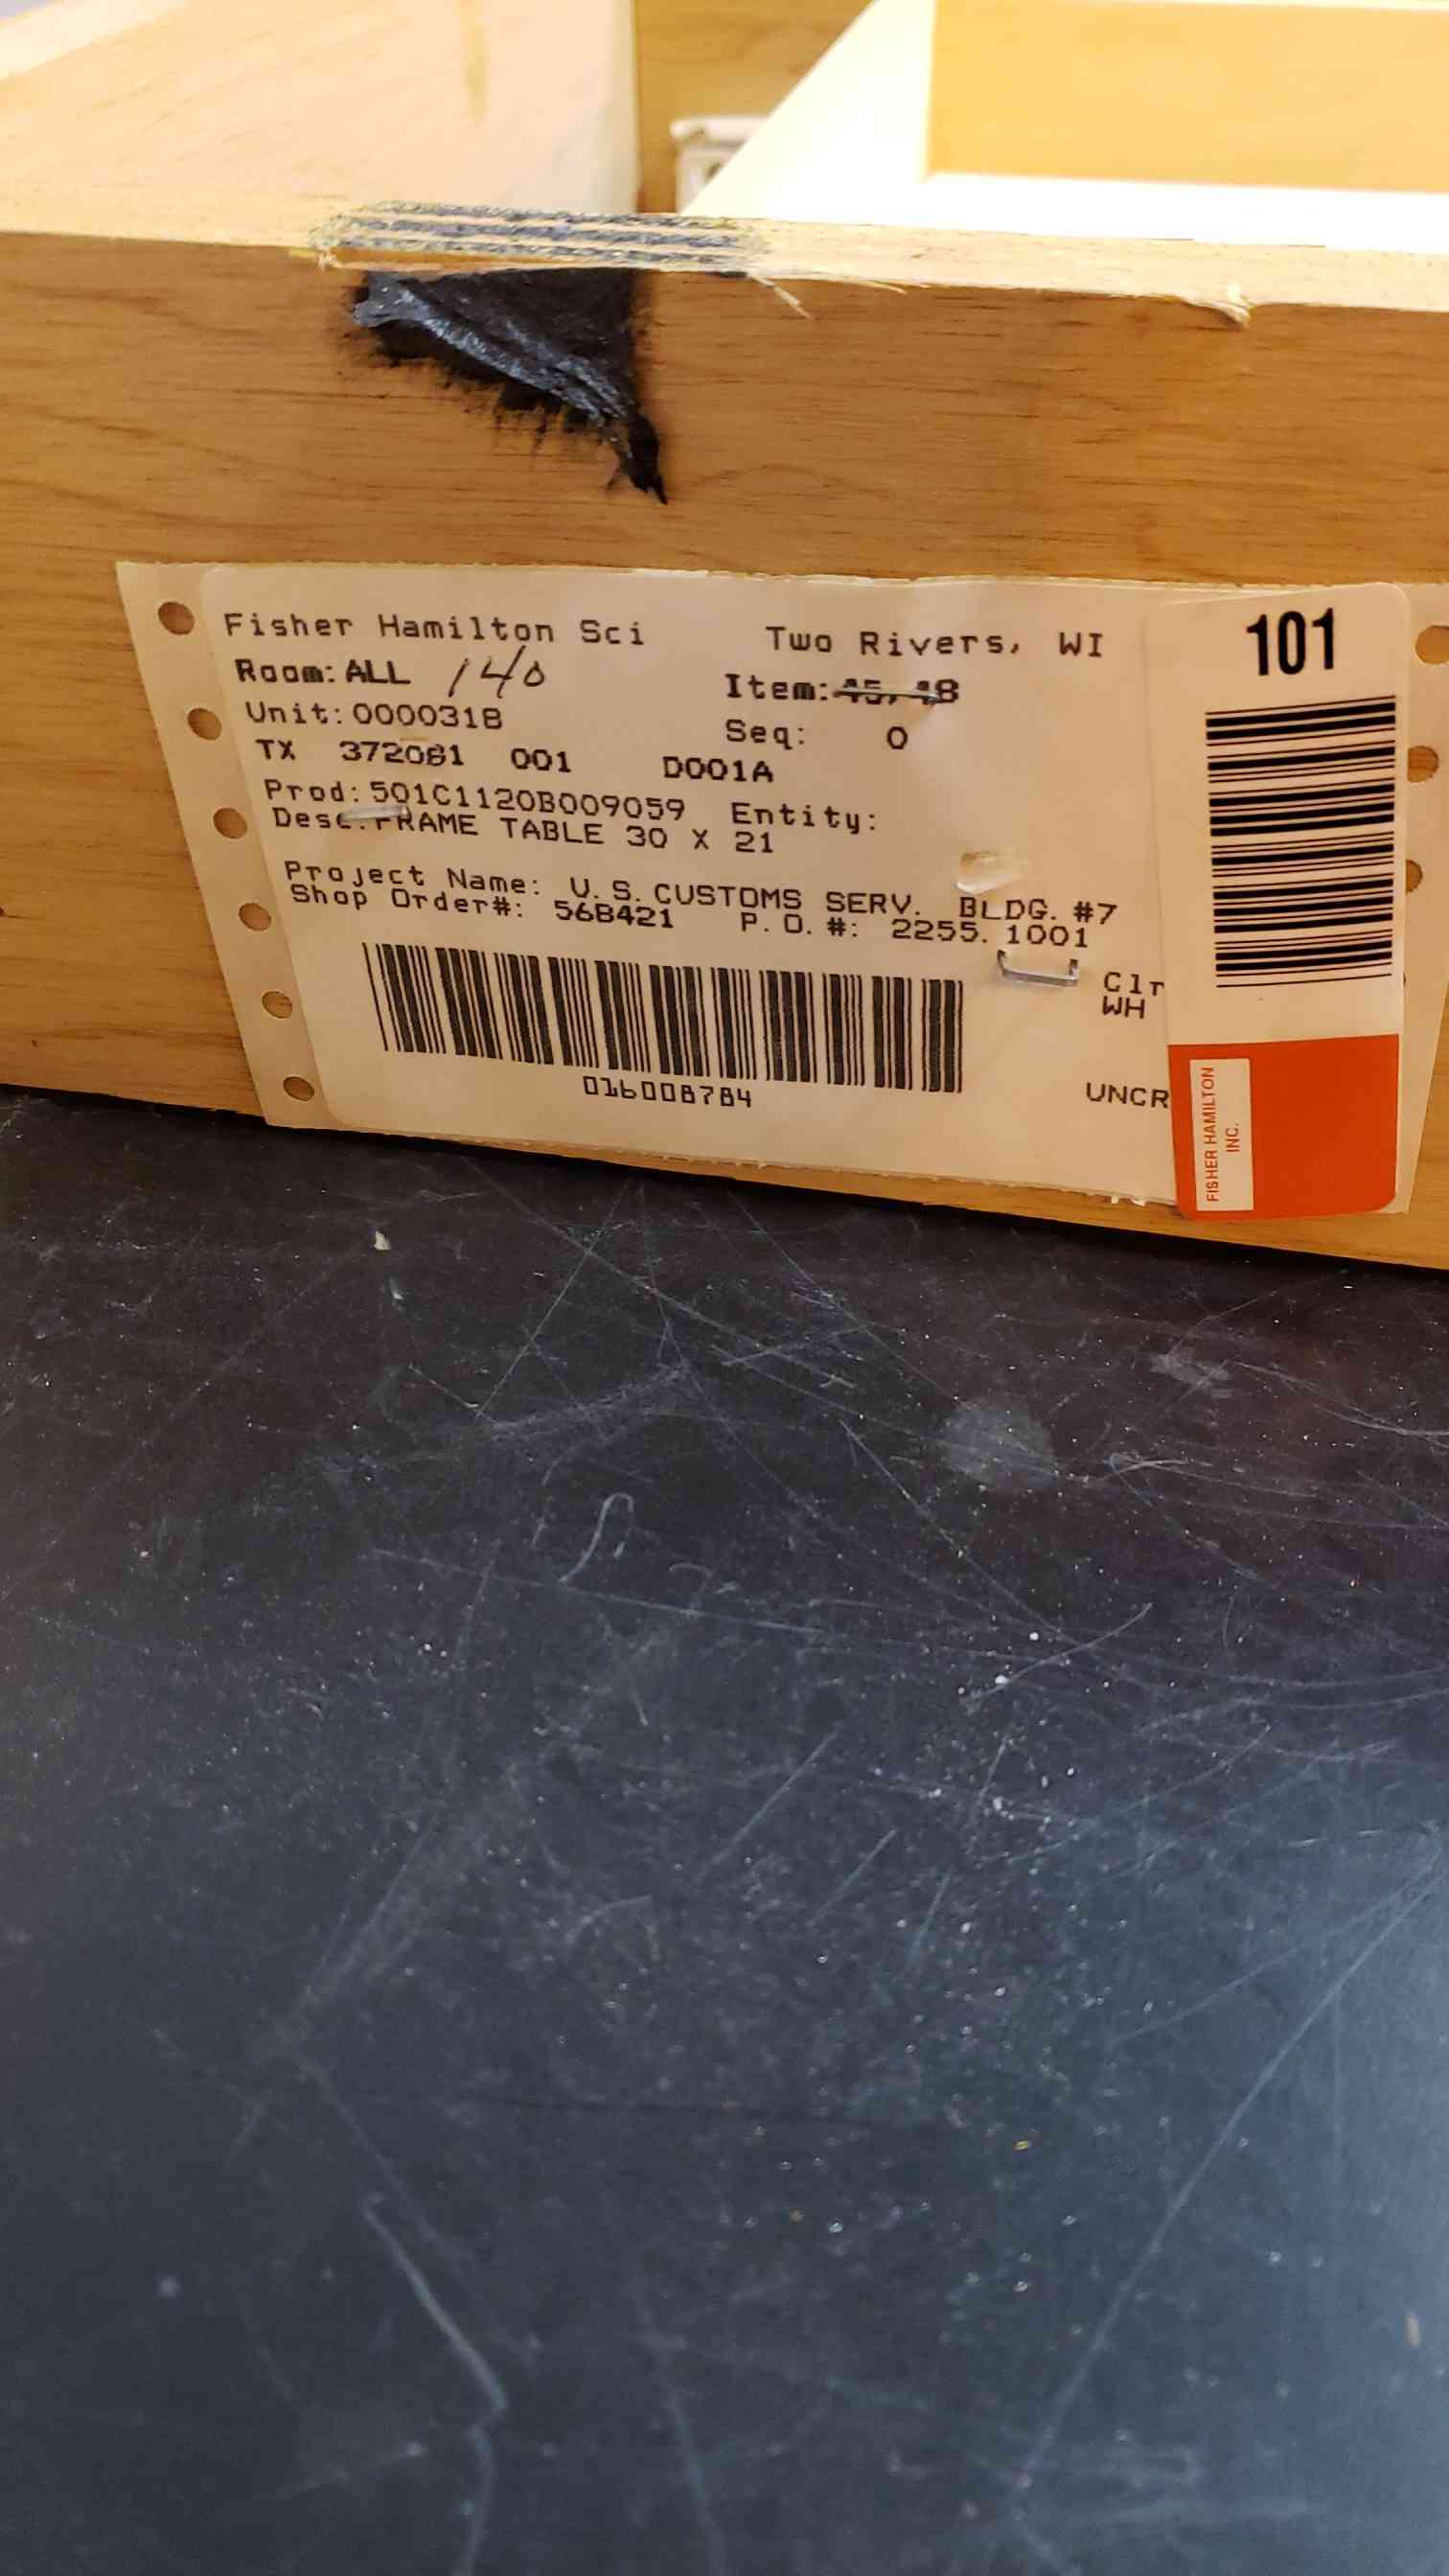 Fisher Hamilton Sci Two Rivers, WI
Room: ALL 140
Item: 45, 48
Unit: 0000318
Seq: 0
TX 372081 001 D001A
Prod: 501C1120B009059 Entity:
Desc: FRAME TABLE 30 X 21
Project Name: U.S. CUSTOMS SERV. BLDG. #7
Shop Order#: 568421 P.O.#: 2255.1001
Clr
WH
016008784
UNCR
101
FISHER HAMILTON
INC.